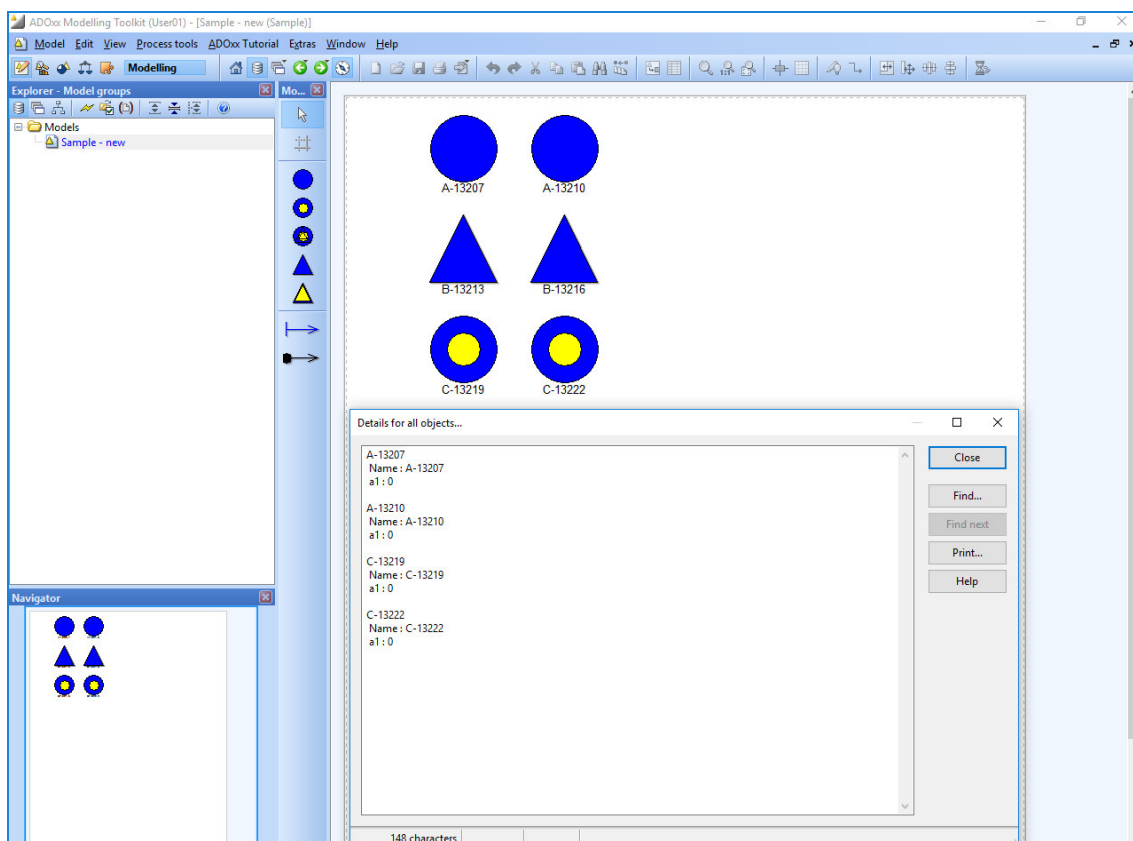 ADOxx Modelling Toolkit (User01) - [Sample - new (Sample)]
Model Edit View Process tools ADOxx Tutorial Extras Window Help
Modelling
Explorer - Model groups
Mo...
Models
Sample - new
A-13207 A-13210
B-13213 B-13216
C-13219 C-13222
Details for all objects...
A-13207
Name : A-13207
a1 : 0
A-13210
Name : A-13210
a1 : 0
C-13219
Name : C-13219
a1 : 0
C-13222
Name : C-13222
a1 : 0
Close
Find...
Find next
Print...
Help
148 characters
Navigator